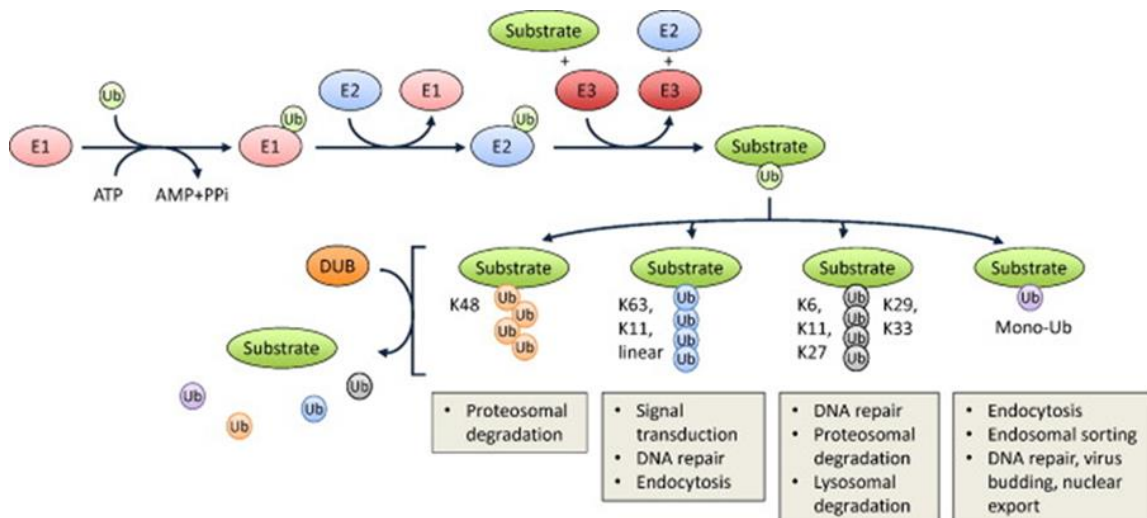 Substrate
E2
+
+
E2
E1
E3
E3
Ub
Ub
Ub
E1
E1
E2
Substrate
Ub
ATP
AMP+PPi
DUB
Substrate
Substrate
Substrate
Substrate
K48
Ub
Ub
Ub
Ub
K63,
K11,
linear
Ub
Ub
Ub
Ub
K6,
K11,
K27
Ub
Ub
Ub
Ub
K29,
K33
Ub
Mono-Ub
Substrate
Ub
Ub
Ub
Ub
• Proteosomal
degradation
• Signal
transduction
• DNA repair
• Endocytosis
• DNA repair
• Proteosomal
degradation
• Lysosomal
degradation
• Endocytosis
• Endosomal sorting
• DNA repair, virus
budding, nuclear
export